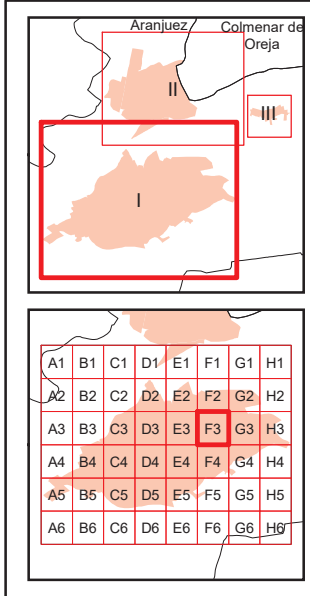 Aranjuez
Colmenar de
Oreja
II
III
I
A1 B1 C1 D1 E1 F1 G1 H1
A2 B2 C2 D2 E2 F2 G2 H2
A3 B3 C3 D3 E3 F3 G3 H3
A4 B4 C4 D4 E4 F4 G4 H4
A5 B5 C5 D5 E5 F5 G5 H5
A6 B6 C6 D6 E6 F6 G6 H6